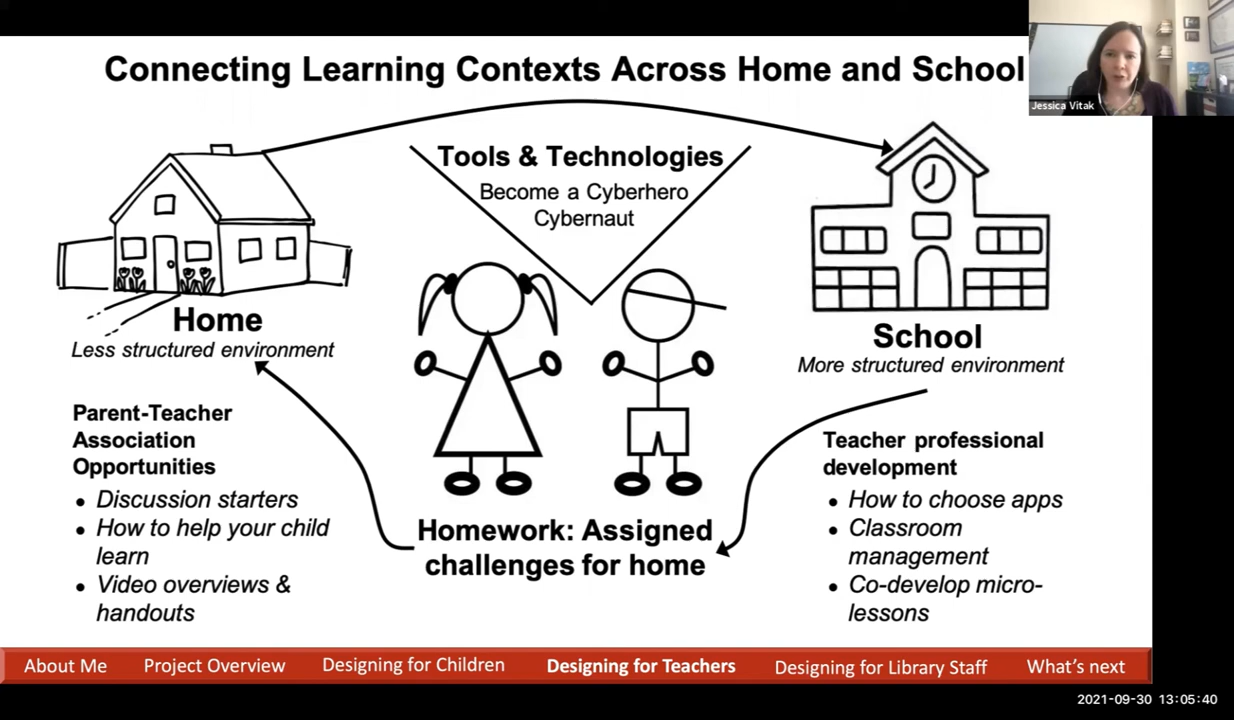 Connecting Learning Contexts Across Home and School
Jessica Vitak
Tools & Technologies
Become a Cyberhero
Cybernaut
Home
Less structured environment
School
More structured environment
Parent-Teacher
Association
Opportunities
• Discussion starters
• How to help your child
learn
• Video overviews &
handouts
Homework: Assigned
challenges for home
Teacher professional
development
• How to choose apps
• Classroom
management
• Co-develop micro-
lessons
About Me Project Overview Designing for Children Designing for Teachers Designing for Library Staff What's next
2021-09-30 13:05:40